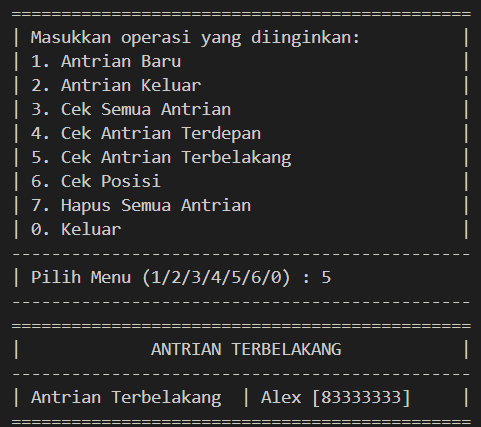 ==============================================
| Masukkan operasi yang diinginkan:          |
| 1. Antrian Baru                            |
| 2. Antrian Keluar                          |
| 3. Cek Semua Antrian                       |
| 4. Cek Antrian Terdepan                    |
| 5. Cek Antrian Terbelakang                 |
| 6. Cek Posisi                              |
| 7. Hapus Semua Antrian                     |
| 0. Keluar                                  |
----------------------------------------------
| Pilih Menu (1/2/3/4/5/6/0) : 5
----------------------------------------------
==============================================
|             ANTRIAN TERBELAKANG            |
----------------------------------------------
| Antrian Terbelakang  | Alex [83333333]     |
==============================================